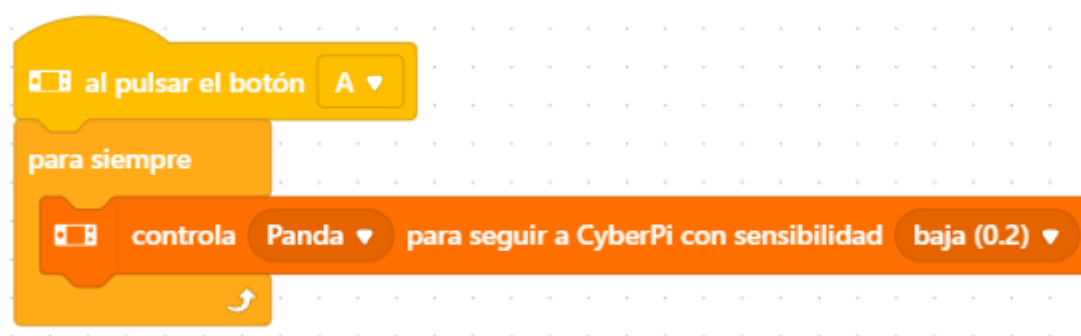 al pulsar el botón A
para siempre
controla Panda para seguir a CyberPi con sensibilidad baja (0.2)